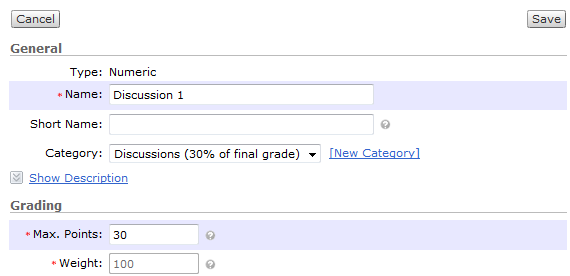 Cancel Save
General
Type: Numeric
* Name: Discussion 1
Short Name: ?
Category: Discussions (30% of final grade) [New Category]
Show Description
Grading
* Max. Points: 30 ?
* Weight: 100 ?